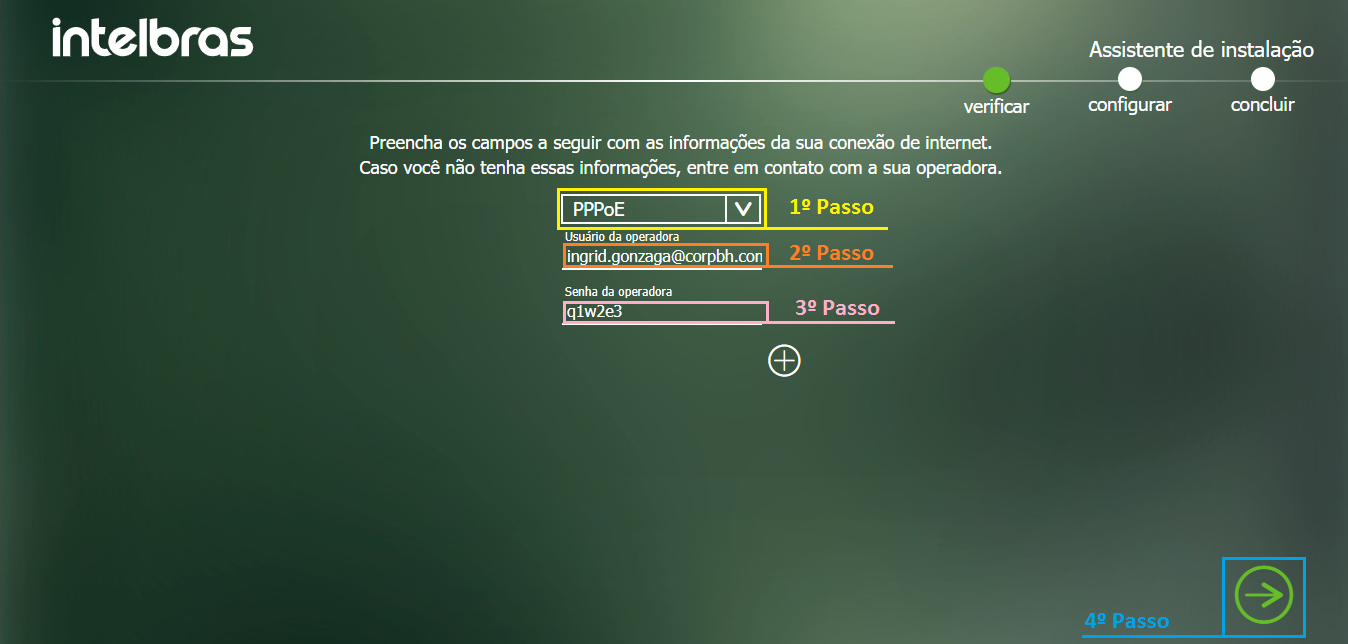 intelbras
Assistente de instalação
verificar
configurar
concluir
Preencha os campos a seguir com as informações da sua conexão de internet.
Caso você não tenha essas informações, entre em contato com a sua operadora.
PPPoE
1º Passo
Usuário da operadora
ingrid.gonzaga@corpbh.con
2º Passo
Senha da operadora
q1w2e3
3º Passo
4º Passo